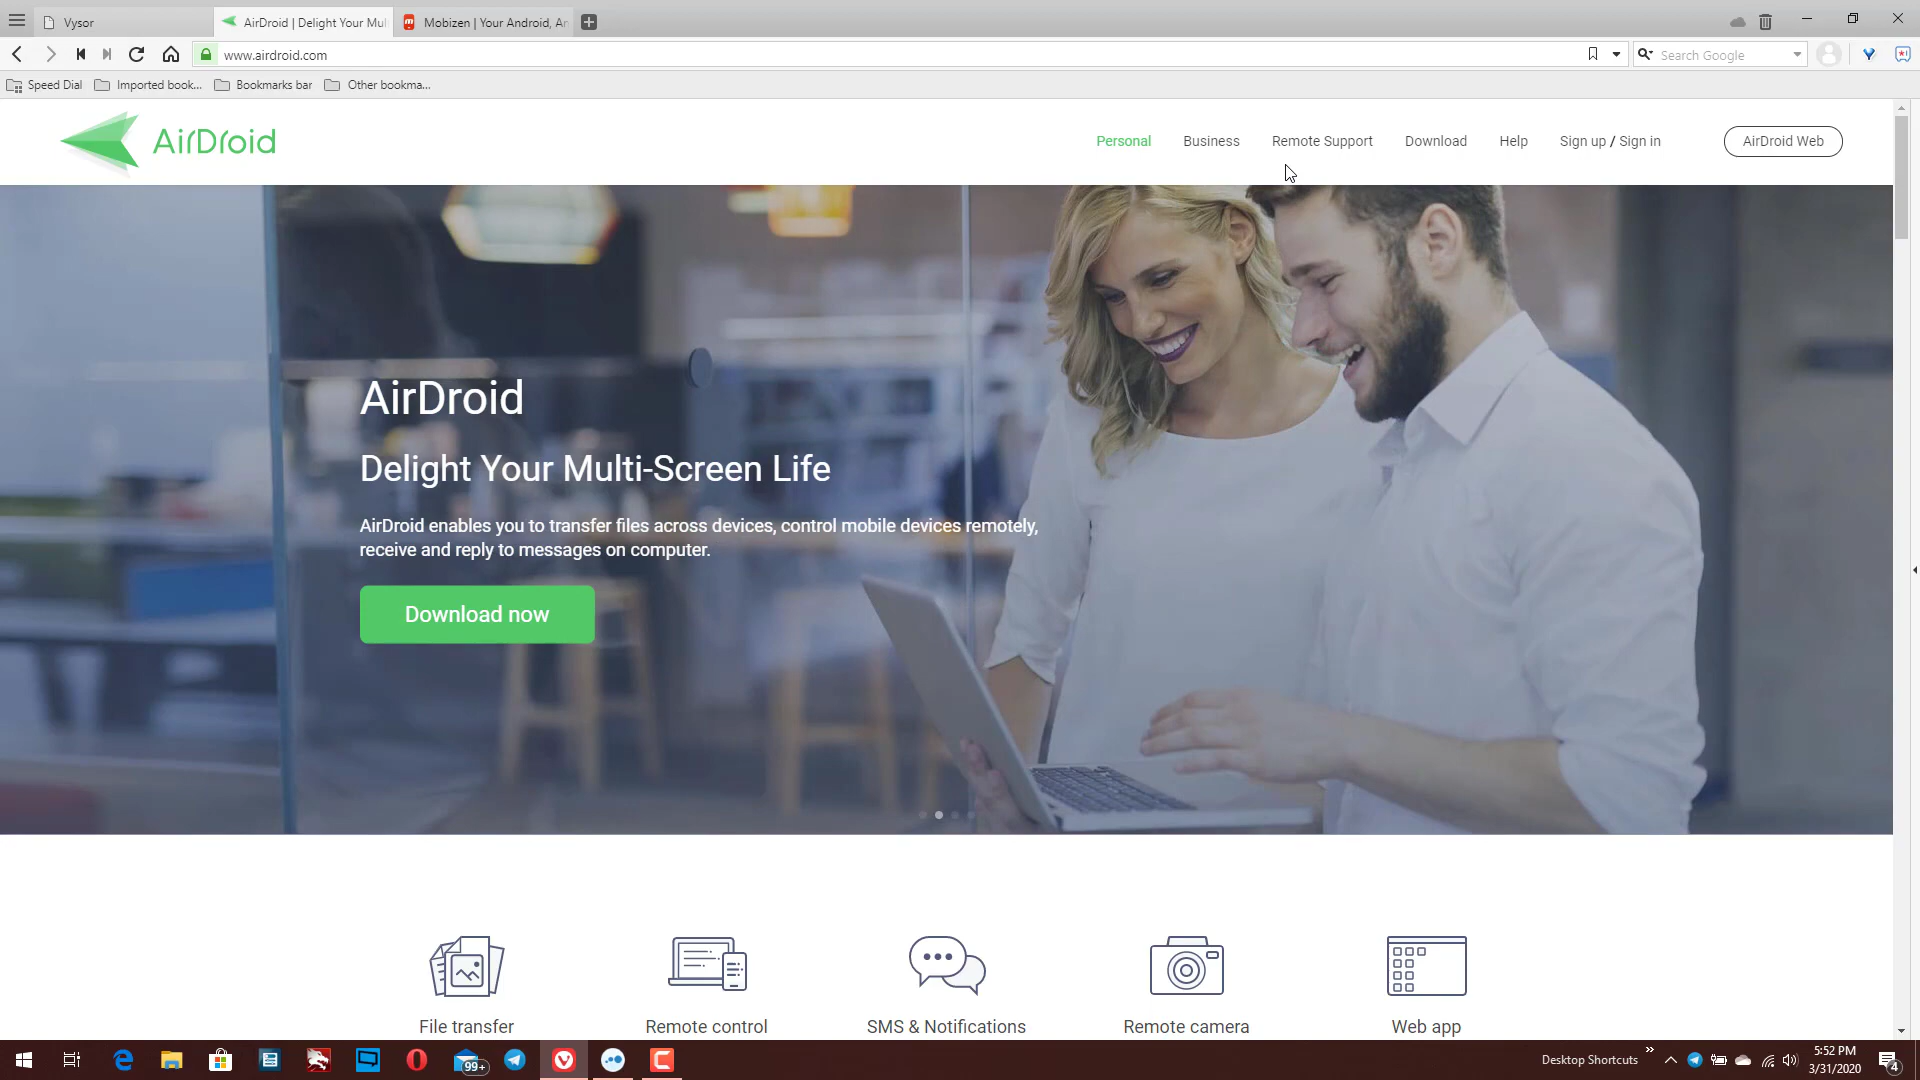 Vysor
AirDroid | Delight Your Mul
Mobizen | Your Android, An
www.airdroid.com
Search Google
Speed Dial
Imported book...
Bookmarks bar
Other bookma...
AirDroid
Personal
Business
Remote Support
Download
Help
Sign up / Sign in
AirDroid Web
AirDroid
Delight Your Multi-Screen Life
AirDroid enables you to transfer files across devices, control mobile devices remotely,
receive and reply to messages on computer.
Download now
File transfer
Remote control
SMS & Notifications
Remote camera
Web app
99+
Desktop Shortcuts
5:52 PM
3/31/2020
4